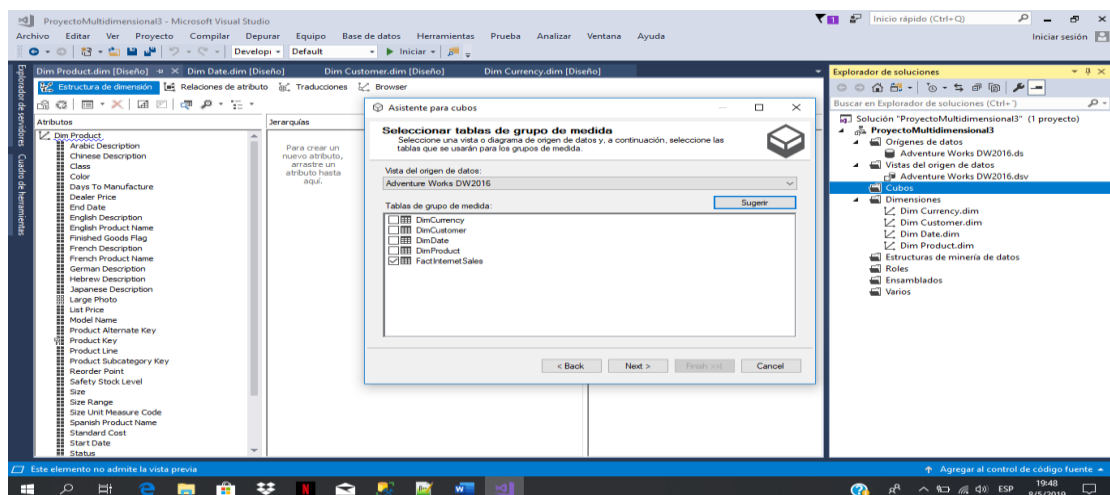 ProyectoMultidimensional3 - Microsoft Visual Studio
Inicio rápido (Ctrl+Q)
Archivo Editar Ver Proyecto Compilar Depurar Equipo Base de datos Herramientas Prueba Analizar Ventana Ayuda
Iniciar sesión
Developi Default Iniciar
Explorador de servidores
Cuadro de herramientas
Dim Product.dim [Diseño] Dim Date.dim [Diseño] Dim Customer.dim [Diseño] Dim Currency.dim [Diseño]
Estructura de dimensión Relaciones de atributo Traducciones Browser
Atributos
Dim Product
Arabic Description
Chinese Description
Class
Color
Days To Manufacture
Dealer Price
End Date
English Description
English Product Name
Finished Goods Flag
French Description
French Product Name
German Description
Hebrew Description
Japanese Description
Large Photo
List Price
Model Name
Product Alternate Key
Product Key
Product Line
Product Subcategory Key
Reorder Point
Safety Stock Level
Size
Size Range
Size Unit Measure Code
Spanish Product Name
Standard Cost
Start Date
Status
Jerarquías
Para crear un
nuevo atributo,
arrastre un
atributo hasta
aquí.
Asistente para cubos
Seleccionar tablas de grupo de medida
Seleccione una vista o diagrama de origen de datos y, a continuación, seleccione las
tablas que se usarán para los grupos de medida.
Vista del origen de datos:
Adventure Works DW2016
Tablas de grupo de medida:
Sugerir
DimCurrency
DimCustomer
DimDate
DimProduct
FactInternetSales
< Back Next > Finish >>| Cancel
Explorador de soluciones
Buscar en Explorador de soluciones (Ctrl+')
Solución "ProyectoMultidimensional3" (1 proyecto)
ProyectoMultidimensional3
Orígenes de datos
Adventure Works DW2016.ds
Vistas del origen de datos
Adventure Works DW2016.dsv
Cubos
Dimensiones
Dim Currency.dim
Dim Customer.dim
Dim Date.dim
Dim Product.dim
Estructuras de minería de datos
Roles
Ensamblados
Varios
Este elemento no admite la vista previa
Agregar al control de código fuente
ESP
19:48
8/5/2019